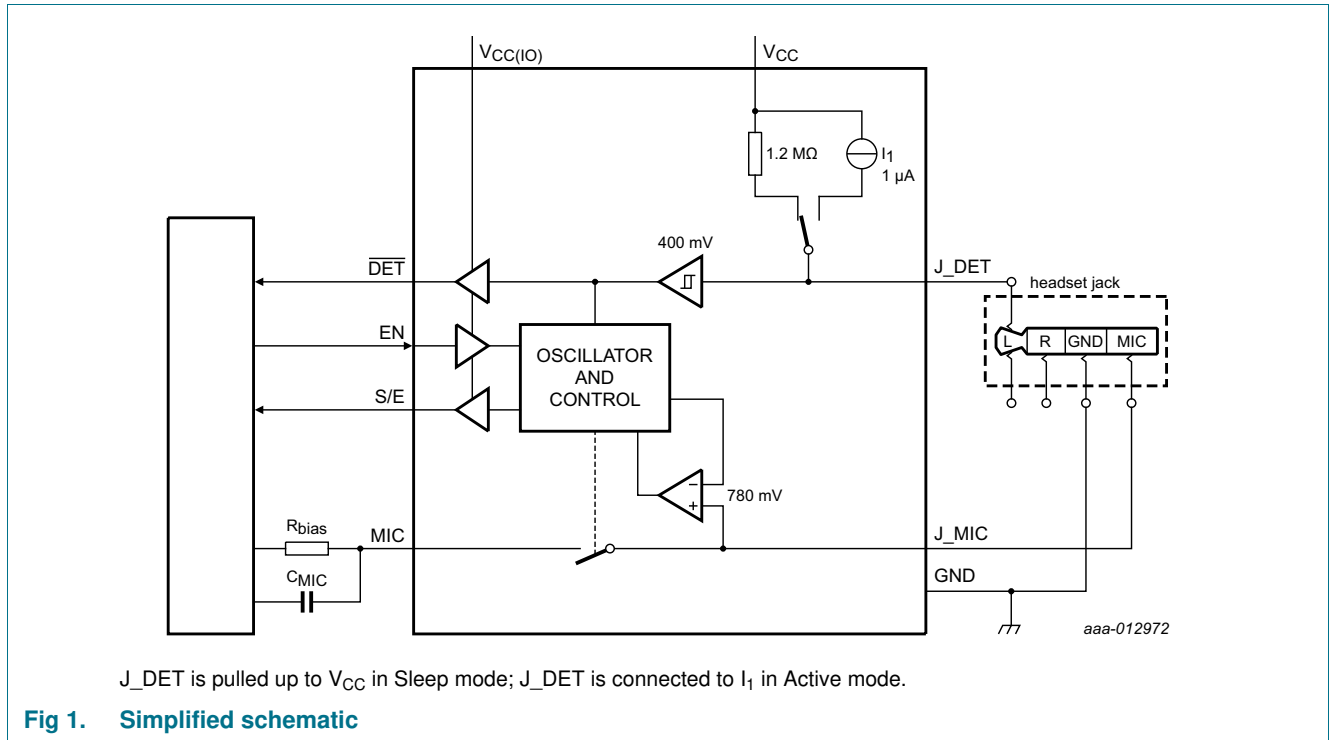 VCC(IO)
VCC
1.2 MΩ
I1
1 µA
400 mV
DET
J_DET
headset jack
EN
L R GND MIC
OSCILLATOR
AND
CONTROL
S/E
780 mV
−
+
Rbias
MIC
J_MIC
CMIC
GND
aaa-012972
J_DET is pulled up to VCC in Sleep mode; J_DET is connected to I1 in Active mode.
Fig 1. Simplified schematic